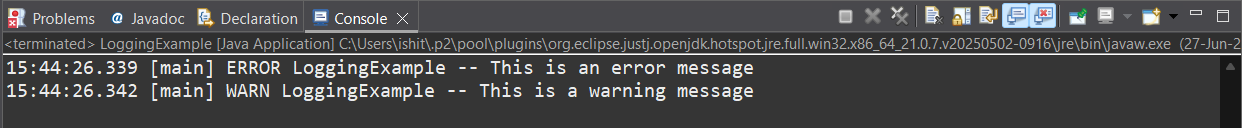 Problems @ Javadoc Declaration Console
<terminated> LoggingExample [Java Application] C:\Users\ishit\.p2\pool\plugins\org.eclipse.justj.openjdk.hotspot.jre.full.win32.x86_64_21.0.7.v20250502-0916\jre\bin\javaw.exe (27-Jun-2
15:44:26.339 [main] ERROR LoggingExample -- This is an error message
15:44:26.342 [main] WARN LoggingExample -- This is a warning message